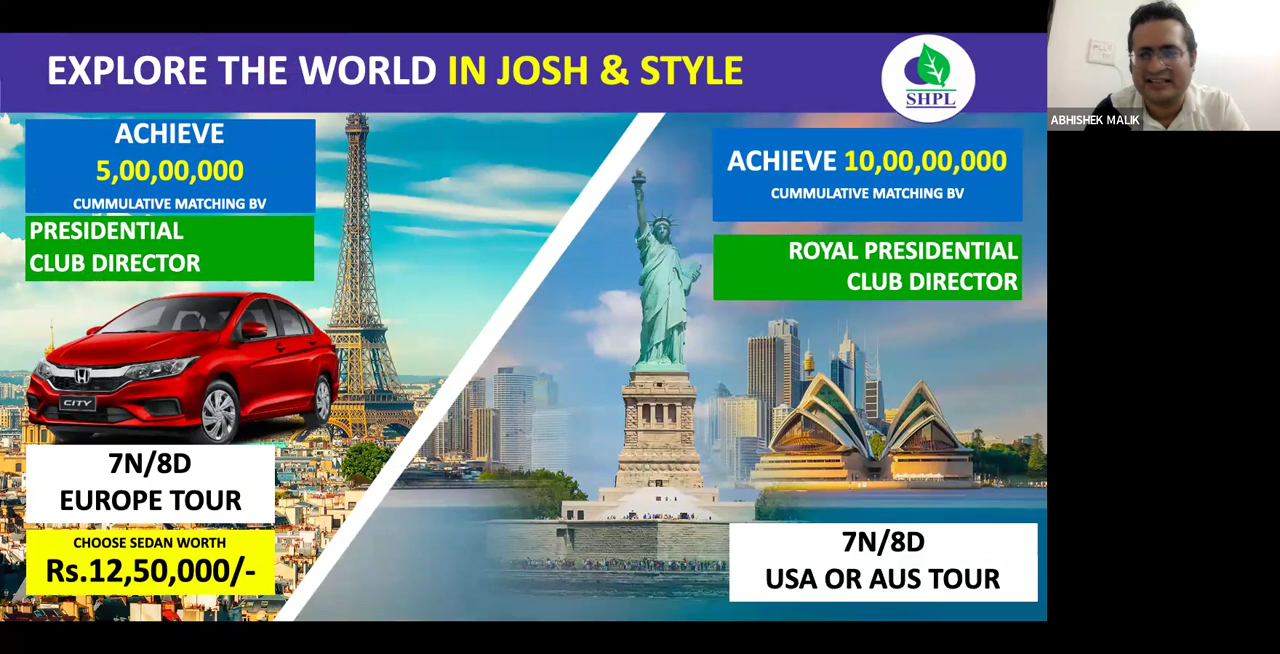 EXPLORE THE WORLD IN JOSH & STYLE
SHPL
ABHISHEK MALIK
ACHIEVE
5,00,00,000
CUMMULATIVE MATCHING BV
PRESIDENTIAL
CLUB DIRECTOR
CITY
7N/8D
EUROPE TOUR
CHOOSE SEDAN WORTH
Rs.12,50,000/-
ACHIEVE 10,00,00,000
CUMMULATIVE MATCHING BV
ROYAL PRESIDENTIAL
CLUB DIRECTOR
7N/8D
USA OR AUS TOUR